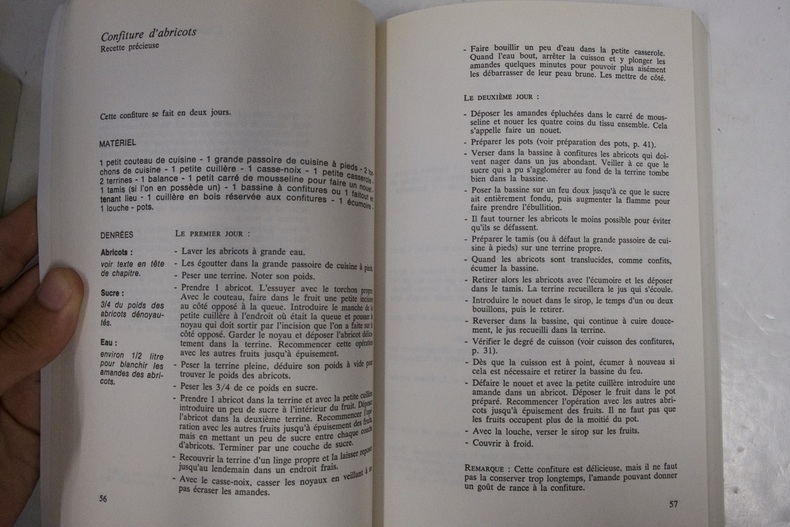 Confiture d'abricots
Recette précieuse
Cette confiture se fait en deux jours.
MATÉRIEL
1 petit couteau de cuisine - 1 grande passoire de cuisine à pieds - 2 tor-
chons de cuisine - 1 petite cuillère - 1 casse-noix - 1 petite casserole
2 terrines - 1 balance - 1 petit carré de mousseline pour faire un nouet
1 tamis (si l'on en possède un) - 1 bassine à confitures ou 1 faitout en
tenant lieu - 1 cuillère en bois réservée aux confitures - 1 écumoire
1 louche - pots.
DENRÉES
Abricots :
voir texte en tête
de chapitre.
Sucre :
3/4 du poids des
abricots dénoyau-
tés.
Eau :
environ 1/2 litre
pour blanchir les
amandes des abri-
cots.
LE PREMIER JOUR :
- Laver les abricots à grande eau.
- Les égoutter dans la grande passoire de cuisine à pieds
- Peser une terrine. Noter son poids.
- Prendre 1 abricot. L'essuyer avec le torchon propre.
Avec le couteau, faire dans le fruit une petite incision
au côté opposé à la queue. Introduire le manche de la
petite cuillère à l'endroit où était la queue et pousser le
noyau qui doit sortir par l'incision que l'on a faite sur le
côté opposé. Garder le noyau et déposer l'abricot délica-
tement dans la terrine. Recommencer cette opération
avec les autres fruits jusqu'à épuisement.
- Peser la terrine pleine, déduire son poids à vide pour
trouver le poids des abricots.
- Peser les 3/4 de ce poids en sucre.
- Prendre 1 abricot dans la terrine et avec la petite cuillère
introduire un peu de sucre à l'intérieur du fruit. Déposer
l'abricot dans la deuxième terrine. Recommencer l'opé-
ration avec les autres fruits jusqu'à épuisement des fruits,
mais en mettant un peu de sucre entre chaque couche
d'abricots. Terminer par une couche de sucre.
- Recouvrir la terrine d'un linge propre et la laisser reposer
jusqu'au lendemain dans un endroit frais.
- Avec le casse-noix, casser les noyaux en veillant à ne
pas écraser les amandes.
56
- Faire bouillir un peu d'eau dans la petite casserole.
Quand l'eau bout, arrêter la cuisson et y plonger les
amandes quelques minutes pour pouvoir plus aisément
les débarrasser de leur peau brune. Les mettre de côté.
LE DEUXIÈME JOUR :
- Déposer les amandes épluchées dans le carré de mous-
seline et nouer les quatre coins du tissu ensemble. Cela
s'appelle faire un nouet.
- Préparer les pots (voir préparation des pots, p. 41).
- Verser dans la bassine à confitures les abricots qui doi-
vent nager dans un jus abondant. Veiller à ce que le
sucre qui a pu s'agglomérer au fond de la terrine tombe
bien dans la bassine.
- Poser la bassine sur un feu doux jusqu'à ce que le sucre
ait entièrement fondu, puis augmenter la flamme pour
faire prendre l'ébullition.
- Il faut tourner les abricots le moins possible pour éviter
qu'ils se défassent.
- Préparer le tamis (ou à défaut la grande passoire de cui-
sine à pieds) sur une terrine propre.
- Quand les abricots sont translucides, comme confits,
écumer la bassine.
- Retirer alors les abricots avec l'écumoire et les déposer
dans le tamis. La terrine recueillera le jus qui s'écoule.
- Introduire le nouet dans le sirop, le temps d'un ou deux
bouillons, puis le retirer.
- Reverser dans la bassine, qui continue à cuire douce-
ment, le jus recueilli dans la terrine.
- Vérifier le degré de cuisson (voir cuisson des confitures,
p. 31).
- Dès que la cuisson est à point, écumer à nouveau si
cela est nécessaire et retirer la bassine du feu.
- Défaire le nouet et avec la petite cuillère introduire une
amande dans un abricot. Déposer le fruit dans le pot
préparé. Recommencer l'opération avec les autres abri-
cots jusqu'à épuisement des fruits. Il ne faut pas que
les fruits occupent plus de la moitié du pot.
- Avec la louche, verser le sirop sur les fruits.
- Couvrir à froid.
REMARQUE : Cette confiture est délicieuse, mais il ne faut
pas la conserver trop longtemps, l'amande pouvant donner
un goût de rance à la confiture.
57